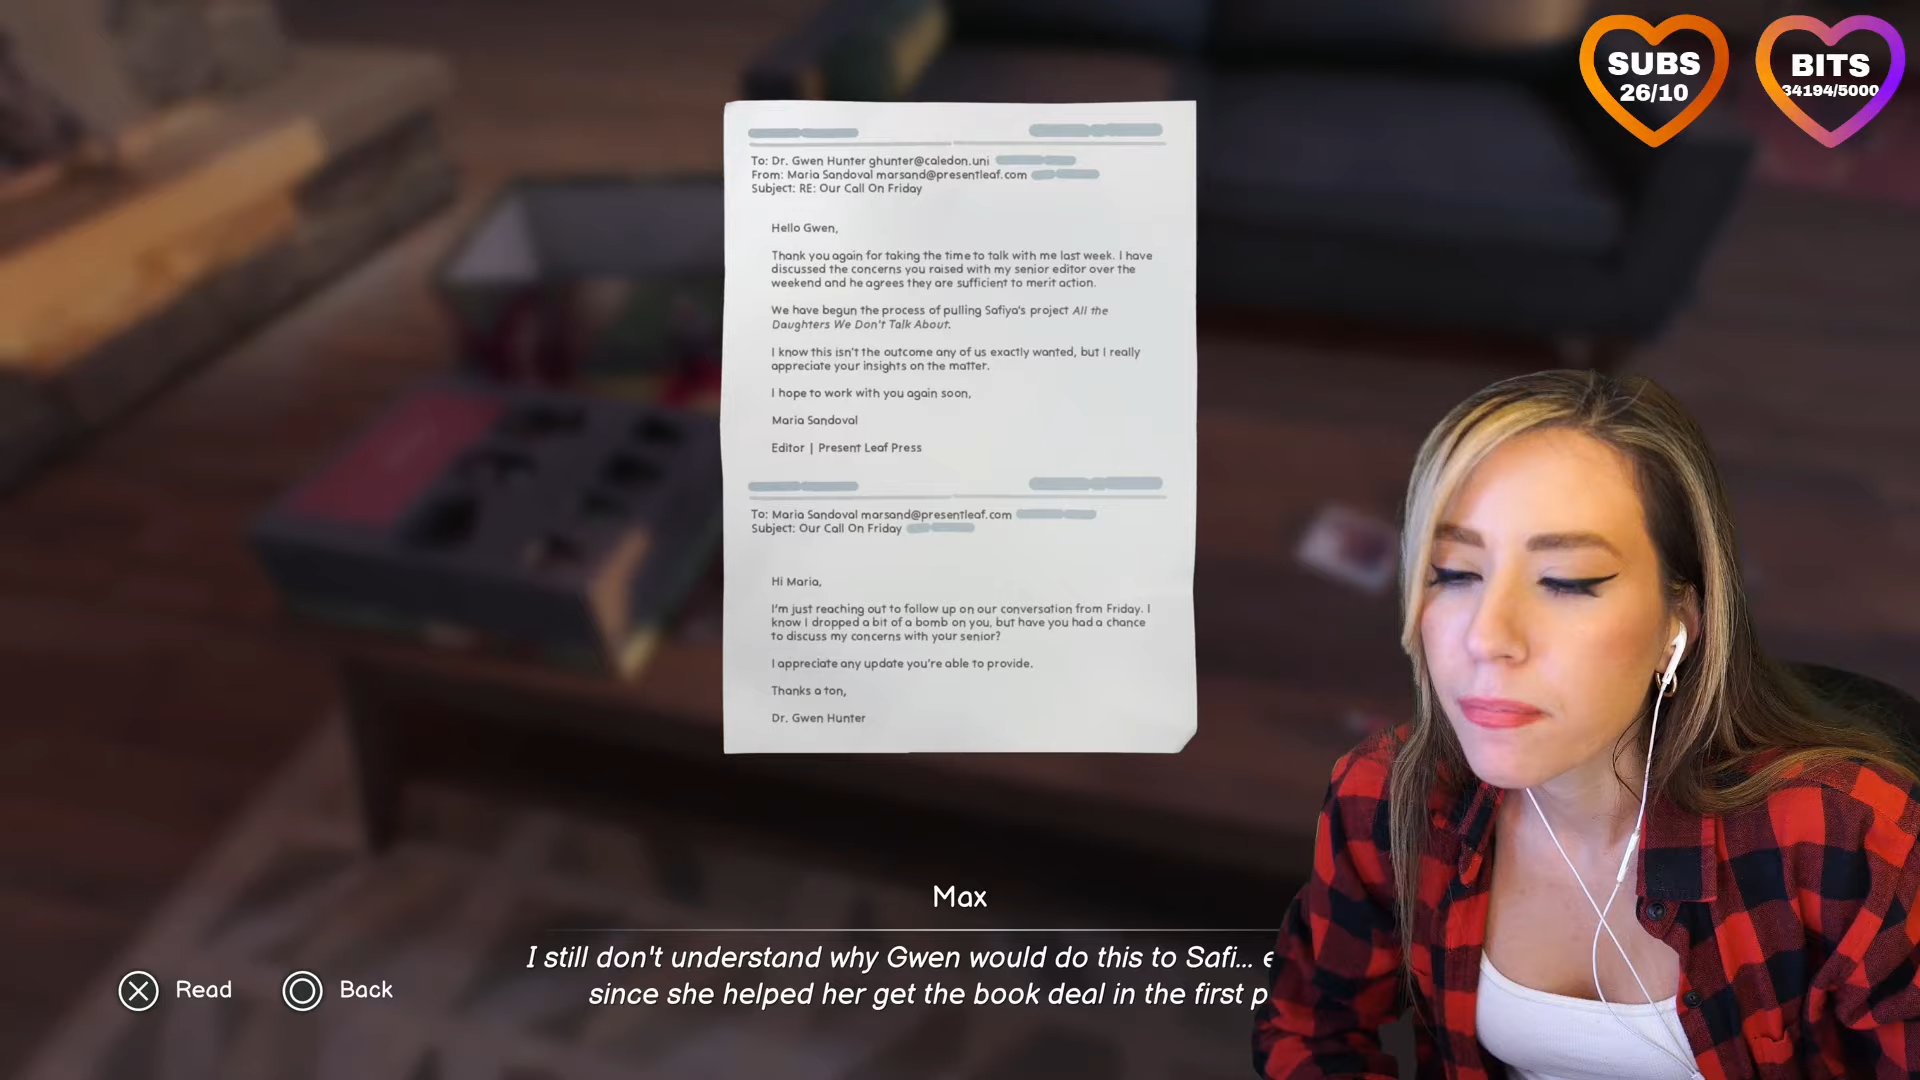 SUBS
26/10
BITS
34194/5000
To: Dr. Gwen Hunter ghunter@caledon.uni
From: Maria Sandoval marsand@presentleaf.com
Subject: RE: Our Call On Friday
Hello Gwen,
Thank you again for taking the time to talk with me last week. I have
discussed the concerns you raised with my senior editor over the
weekend and he agrees they are sufficient to merit action.
We have begun the process of pulling Safiya's project All the
Daughters We Don't Talk About.
I know this isn't the outcome any of us exactly wanted, but I really
appreciate your insights on the matter.
I hope to work with you again soon,
Maria Sandoval
Editor | Present Leaf Press
To: Maria Sandoval marsand@presentleaf.com
Subject: Our Call On Friday
Hi Maria,
I'm just reaching out to follow up on our conversation from Friday. I
know I dropped a bit of a bomb on you, but have you had a chance
to discuss my concerns with your senior?
I appreciate any update you're able to provide.
Thanks a ton,
Dr. Gwen Hunter
Max
I still don't understand why Gwen would do this to Safi...
since she helped her get the book deal in the first
Read
Back